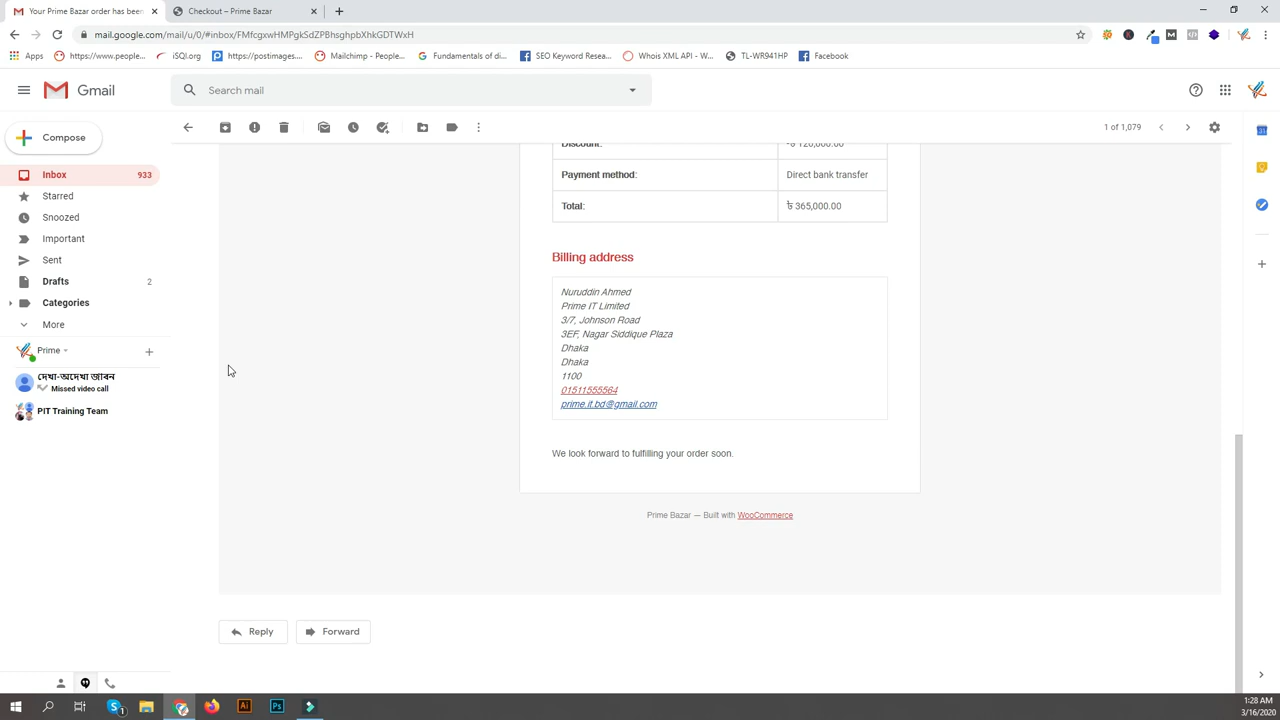 Your Prime Bazar order has been
Checkout – Prime Bazar
mail.google.com/mail/u/0/#inbox/FMfcgxwHMPgkSdZPBhsghpbXhkGDTWxH
Apps
https://www.people...
iSQl.org
https://postimages...
Mailchimp - People...
Fundamentals of di...
SEO Keyword Resea...
Whois XML API - W...
TL-WR941HP
Facebook
Gmail
Search mail
Compose
1 of 1,079
Inbox 933
Starred
Snoozed
Important
Sent
Drafts 2
Categories
More
Prime
দেখা-অদেখা জীবন
Missed video call
PIT Training Team
Discount: -৳ 120,000.00
Payment method: Direct bank transfer
Total: ৳ 365,000.00
Billing address
Nuruddin Ahmed
Prime IT Limited
3/7, Johnson Road
3EF, Nagar Siddique Plaza
Dhaka
Dhaka
1100
01511555564
prime.it.bd@gmail.com
We look forward to fulfilling your order soon.
Prime Bazar — Built with WooCommerce
Reply
Forward
1:28 AM
3/16/2020